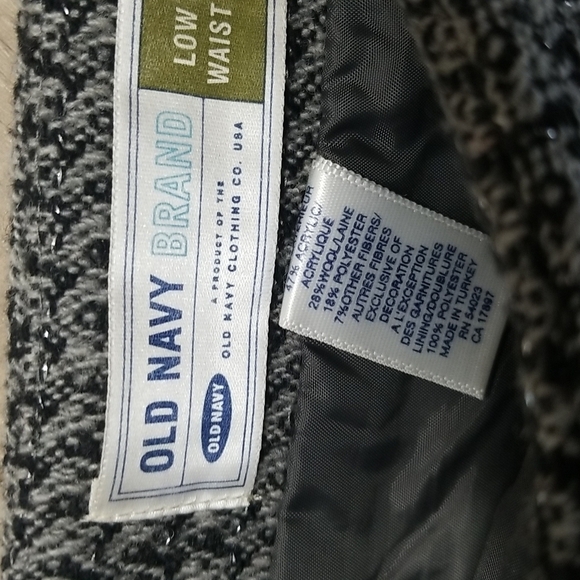 OLD NAVY BRAND
LOW
WAIST
A PRODUCT OF THE
OLD NAVY CLOTHING CO. USA
OLD NAVY
47% ACRYLIC/
ACRYLIQUE
28%WOOL/LAINE
18% POLYESTER
7%OTHER FIBERS/
AUTRES FIBRES
EXCLUSIVE OF
DECORATION
A L'EXCEPTION
DES GARNITURES
LINING/DOUBLURE
100% POLYESTER
MADE IN TURKEY
RN 54023
CA 17897